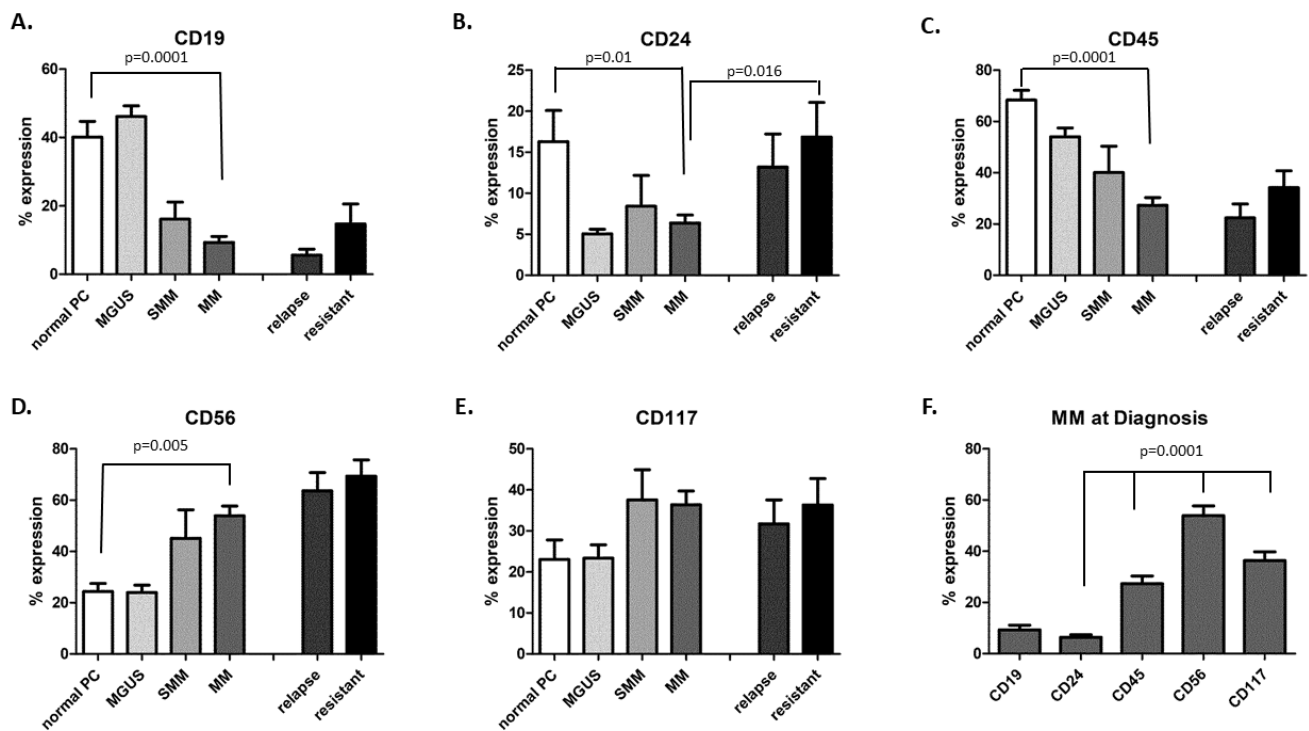 A.
CD19
p=0.0001
% expression
60
40
20
0
normal PC
MGUS
SMM
MM
relapse
resistant
B.
CD24
p=0.01
p=0.016
% expression
25
20
15
10
5
0
normal PC
MGUS
SMM
MM
relapse
resistant
C.
CD45
p=0.0001
% expression
80
60
40
20
0
normal PC
MGUS
SMM
MM
relapse
resistant
D.
CD56
p=0.005
% expression
80
60
40
20
0
normal PC
MGUS
SMM
MM
relapse
resistant
E.
CD117
% expression
50
40
30
20
10
0
normal PC
MGUS
SMM
MM
relapse
resistant
F.
MM at Diagnosis
p=0.0001
% expression
80
60
40
20
0
CD19
CD24
CD45
CD56
CD117